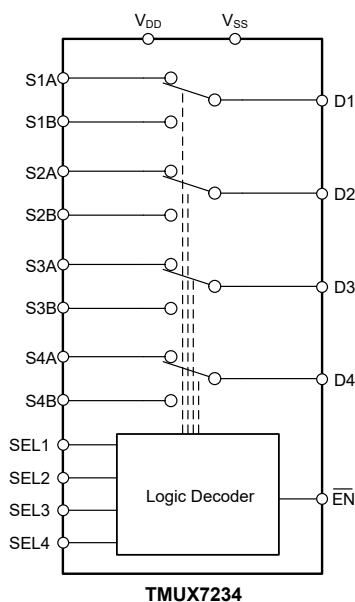 VDD VSS
S1A
D1
S1B
S2A
D2
S2B
S3A
D3
S3B
S4A
D4
S4B
SEL1
SEL2
Logic Decoder
EN
SEL3
SEL4
TMUX7234